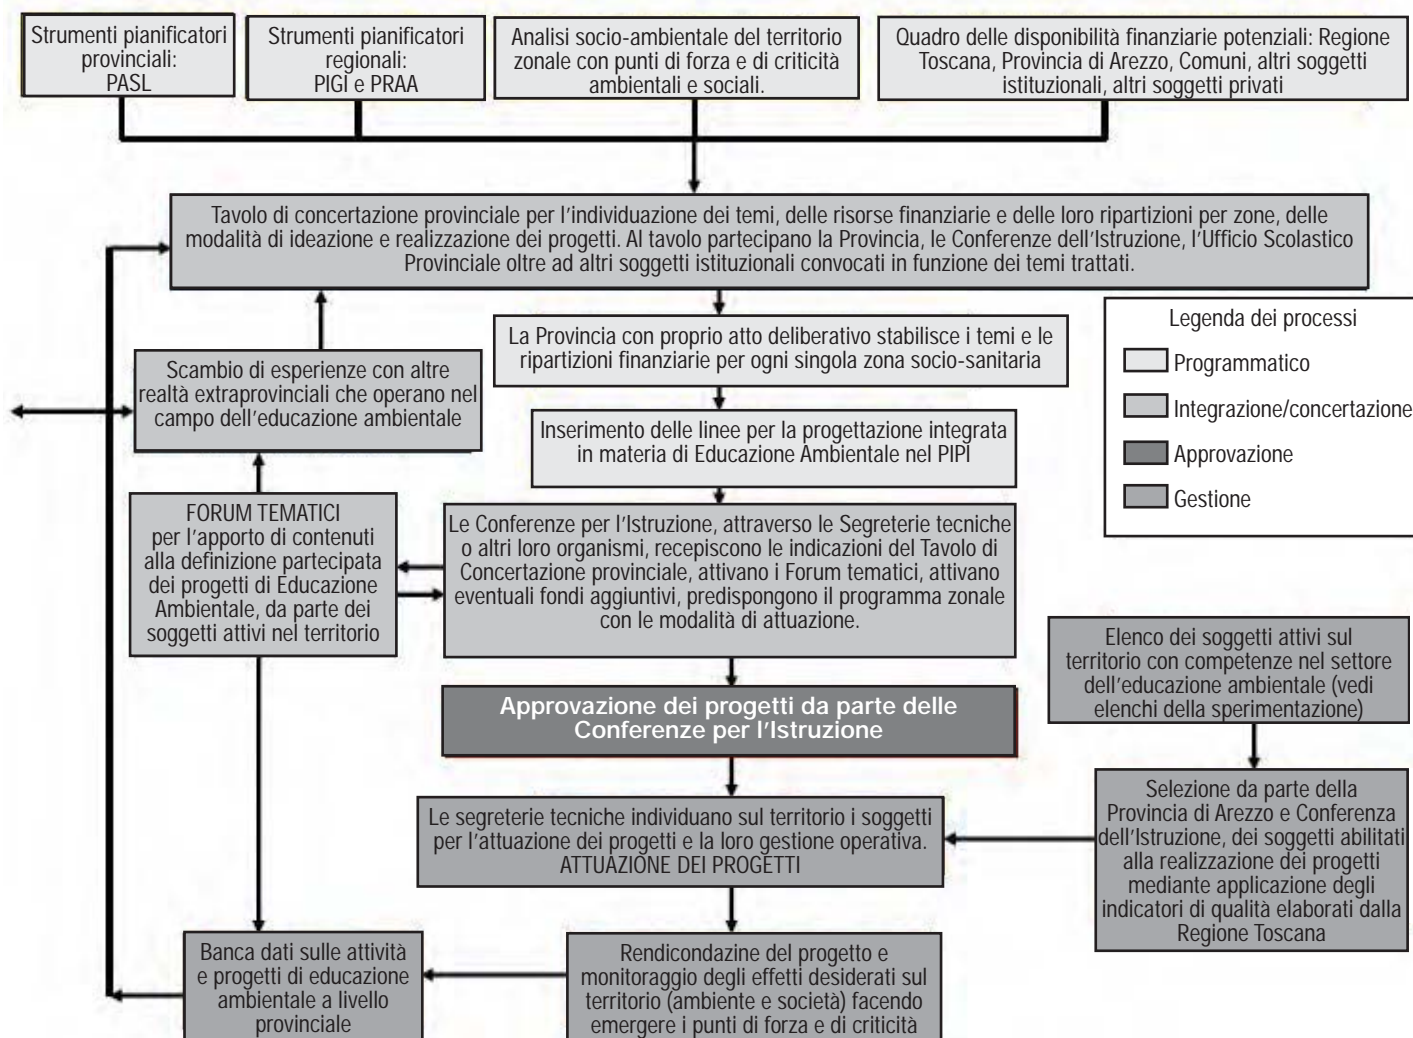 Strumenti pianificatori
provinciali:
PASL
Strumenti pianificatori
regionali:
PIGI e PRAA
Analisi socio-ambientale del territorio
zonale con punti di forza e di criticità
ambientali e sociali.
Quadro delle disponibilità finanziarie potenziali: Regione
Toscana, Provincia di Arezzo, Comuni, altri soggetti
istituzionali, altri soggetti privati
Tavolo di concertazione provinciale per l'individuazione dei temi, delle risorse finanziarie e delle loro ripartizioni per zone, delle
modalità di ideazione e realizzazione dei progetti. Al tavolo partecipano la Provincia, le Conferenze dell'Istruzione, l'Ufficio Scolastico
Provinciale oltre ad altri soggetti istituzionali convocati in funzione dei temi trattati.
La Provincia con proprio atto deliberativo stabilisce i temi e le
ripartizioni finanziarie per ogni singola zona socio-sanitaria
Legenda dei processi
Programmatico
Integrazione/concertazione
Approvazione
Gestione
Scambio di esperienze con altre
realtà extraprovinciali che operano nel
campo dell'educazione ambientale
Inserimento delle linee per la progettazione integrata
in materia di Educazione Ambientale nel PIPI
FORUM TEMATICI
per l'apporto di contenuti
alla definizione partecipata
dei progetti di Educazione
Ambientale, da parte dei
soggetti attivi nel territorio
Le Conferenze per l'Istruzione, attraverso le Segreterie tecniche
o altri loro organismi, recepiscono le indicazioni del Tavolo di
Concertazione provinciale, attivano i Forum tematici, attivano
eventuali fondi aggiuntivi, predispongono il programma zonale
con le modalità di attuazione.
Elenco dei soggetti attivi sul
territorio con competenze nel settore
dell'educazione ambientale (vedi
elenchi della sperimentazione)
Approvazione dei progetti da parte delle
Conferenze per l'Istruzione
Le segreterie tecniche individuano sul territorio i soggetti
per l'attuazione dei progetti e la loro gestione operativa.
ATTUAZIONE DEI PROGETTI
Selezione da parte della
Provincia di Arezzo e Conferenza
dell'Istruzione, dei soggetti abilitati
alla realizzazione dei progetti
mediante applicazione degli
indicatori di qualità elaborati dalla
Regione Toscana
Banca dati sulle attività
e progetti di educazione
ambientale a livello
provinciale
Rendicondazine del progetto e
monitoraggio degli effetti desiderati sul
territorio (ambiente e società) facendo
emergere i punti di forza e di criticità